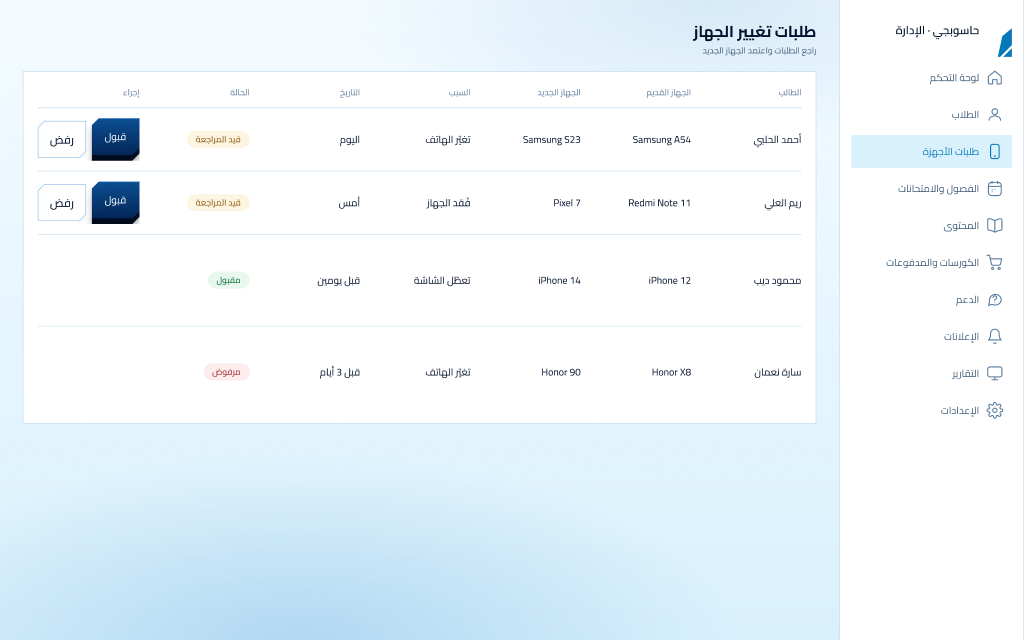 حاسوبجي · الإدارة
لوحة التحكم
الطلاب
طلبات الأجهزة
الفصول والامتحانات
المحتوى
الكورسات والمدفوعات
الدعم
الإعلانات
التقارير
الإعدادات
طلبات تغيير الجهاز
راجع الطلبات واعتمد الجهاز الجديد
الطالب الجهاز القديم الجهاز الجديد السبب التاريخ الحالة إجراء
أحمد الحلبي Samsung A54 Samsung S23 تغيّر الهاتف اليوم قيد المراجعة قبول رفض
ريم العلي Redmi Note 11 Pixel 7 فُقد الجهاز أمس قيد المراجعة قبول رفض
محمود ديب iPhone 12 iPhone 14 تعطّل الشاشة قبل يومين مقبول
سارة نعمان Honor X8 Honor 90 تغيّر الهاتف قبل 3 أيام مرفوض